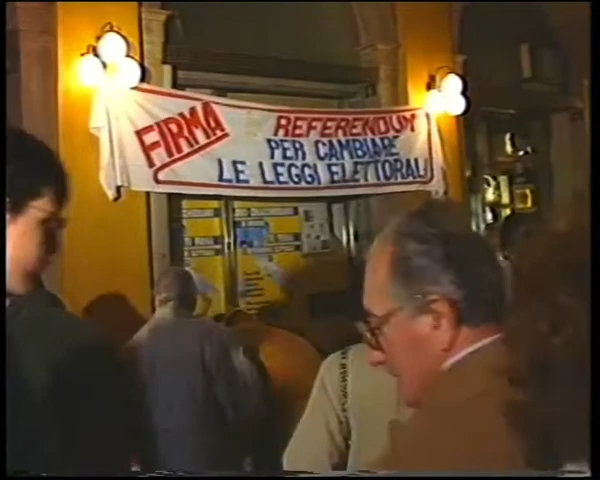 FIRMA
REFERENDUM
PER CAMBIARE
LE LEGGI ELETTORALI